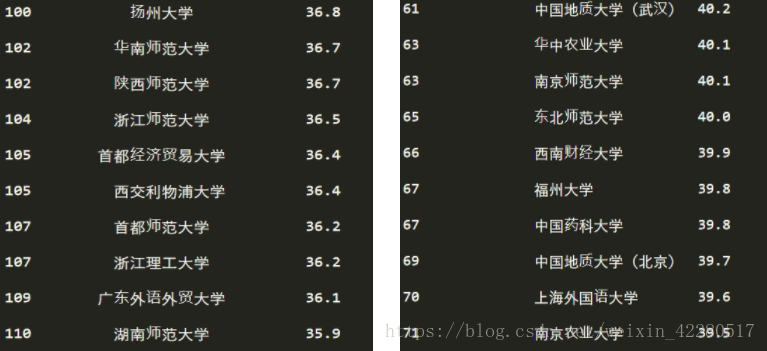 100 扬州大学 36.8
102 华南师范大学 36.7
102 陕西师范大学 36.7
104 浙江师范大学 36.5
105 首都经济贸易大学 36.4
105 西交利物浦大学 36.4
107 首都师范大学 36.2
107 浙江理工大学 36.2
109 广东外语外贸大学 36.1
110 湖南师范大学 35.9
61 中国地质大学（武汉） 40.2
63 华中农业大学 40.1
63 南京师范大学 40.1
65 东北师范大学 40.0
66 西南财经大学 39.9
67 福州大学 39.8
67 中国药科大学 39.8
69 中国地质大学（北京） 39.7
70 上海外国语大学 39.6
71 南京农业大学 39.5
https://blog.csdn.net/weixin_42280517